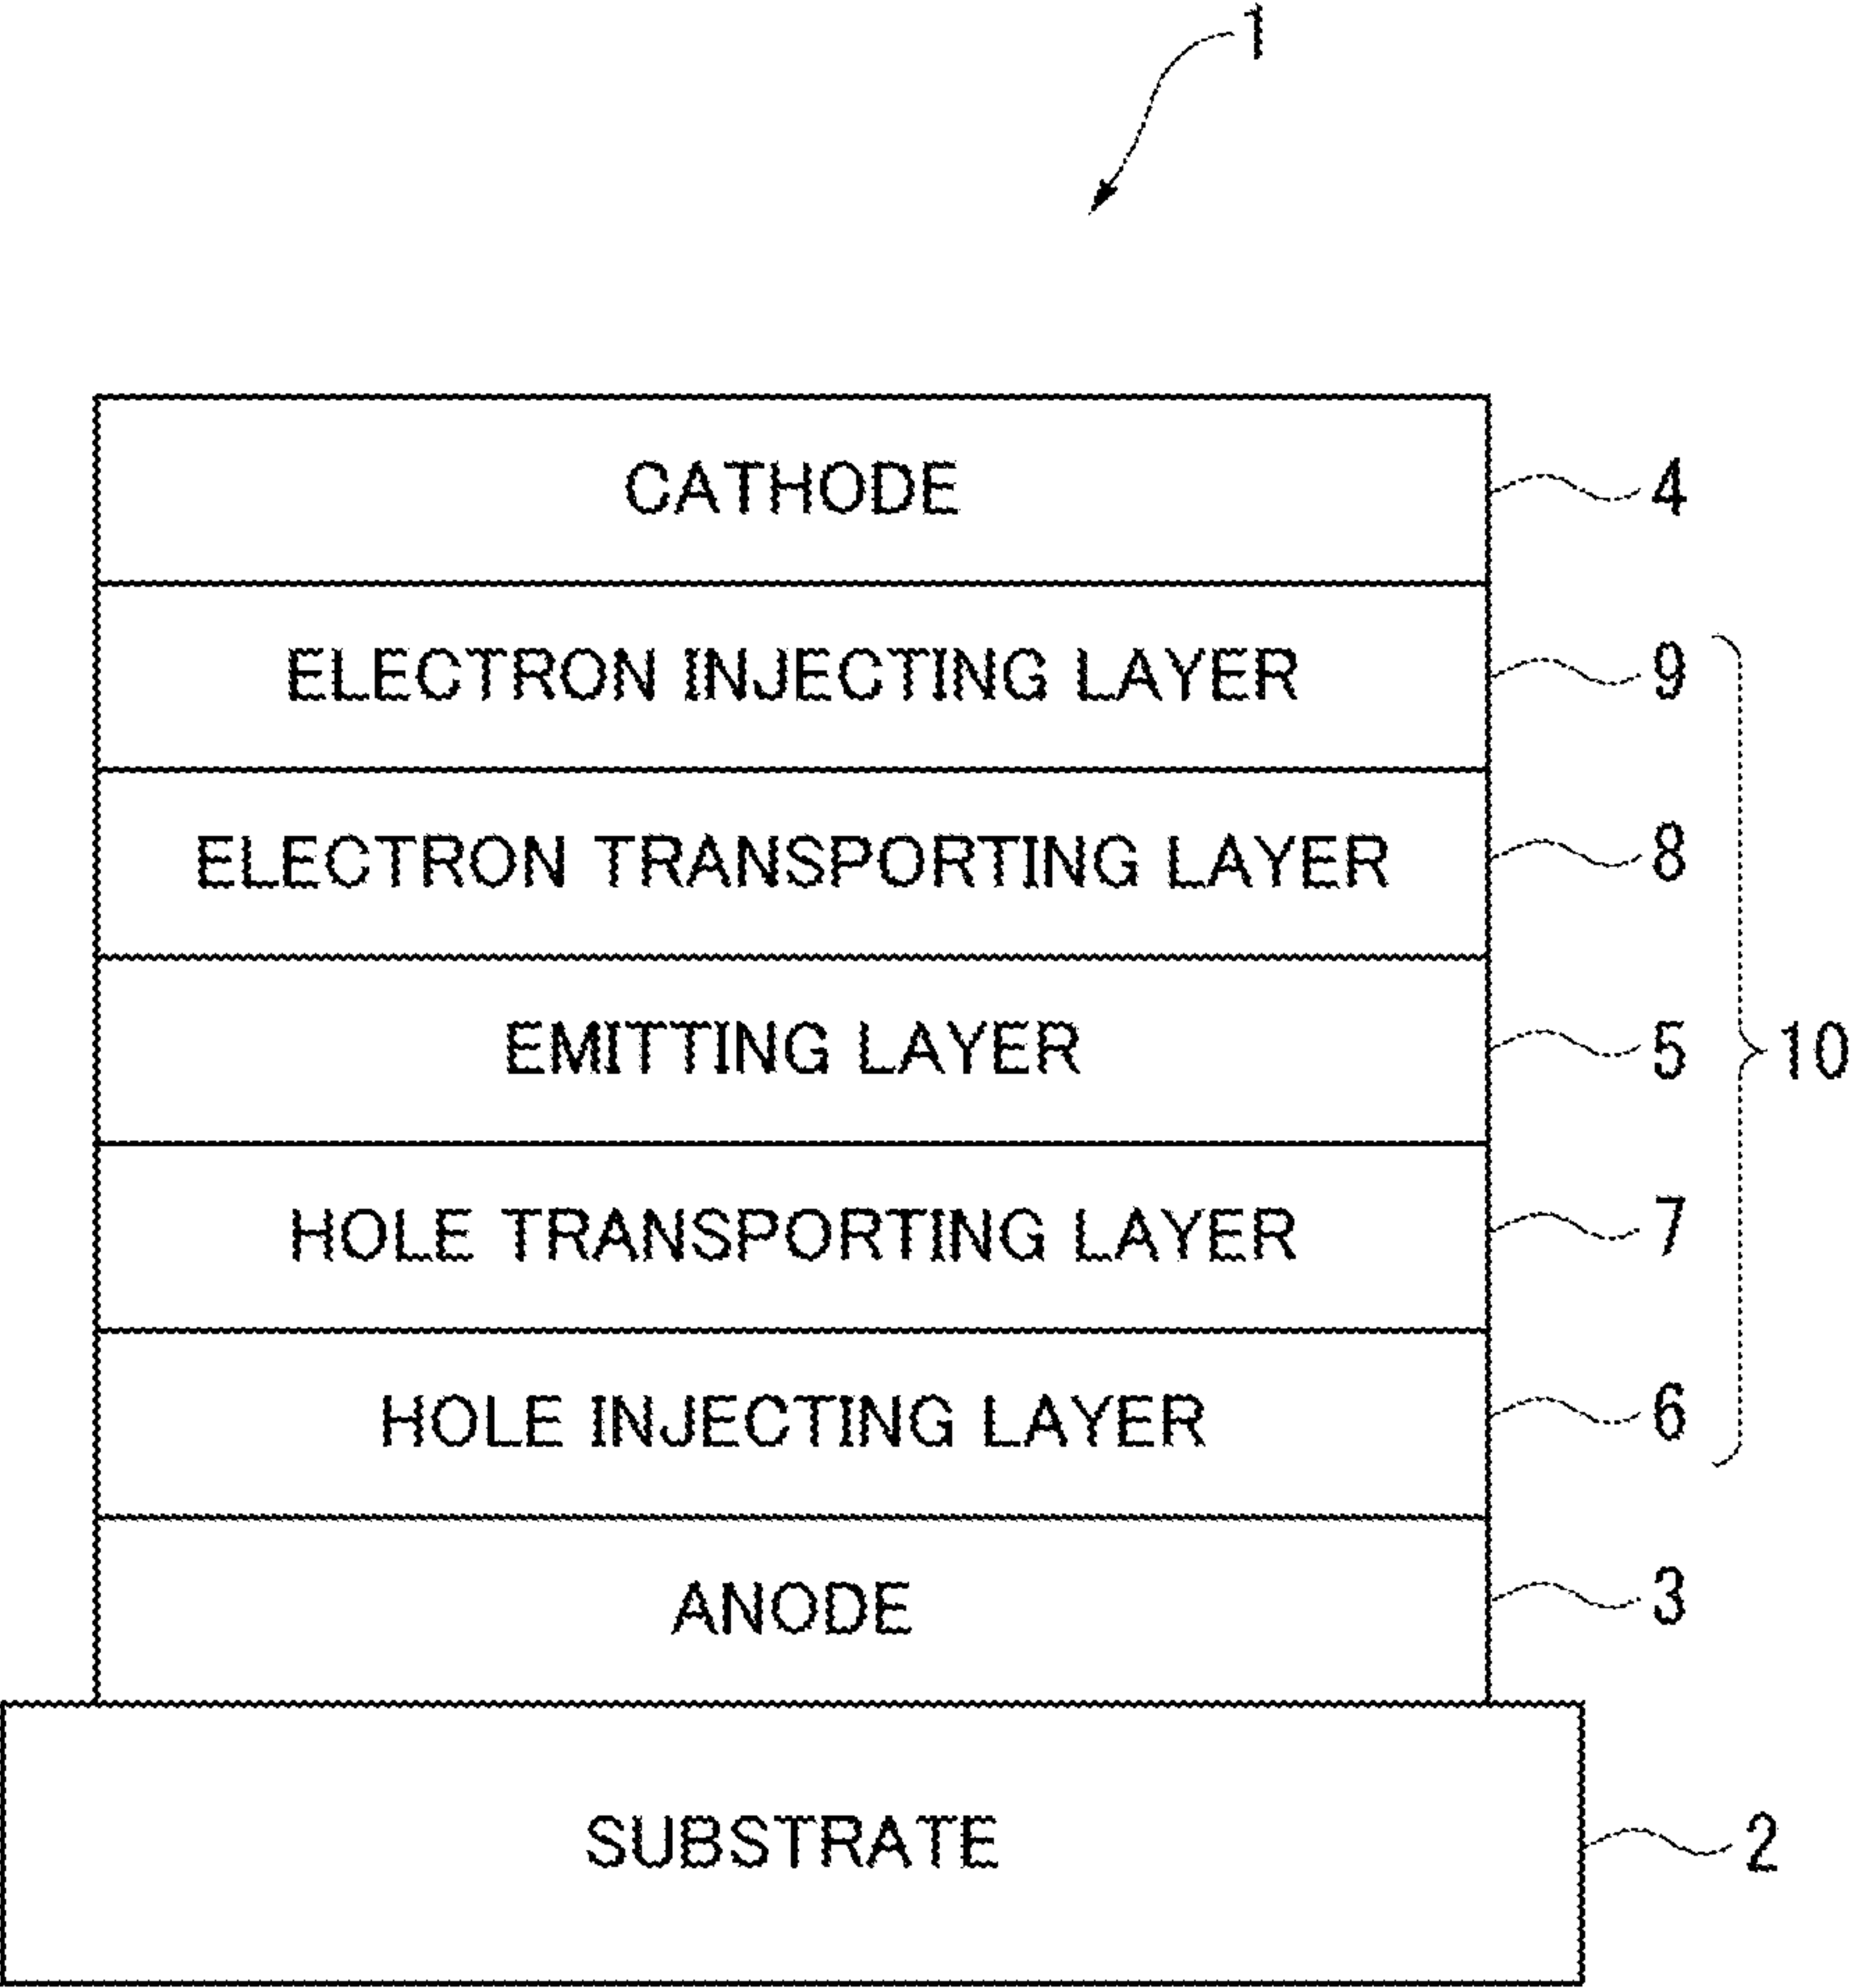 1
CATHODE 4
ELECTRON INJECTING LAYER 9
ELECTRON TRANSPORTING LAYER 8
EMITTING LAYER 5 10
HOLE TRANSPORTING LAYER 7
HOLE INJECTING LAYER 6
ANODE 3
SUBSTRATE 2